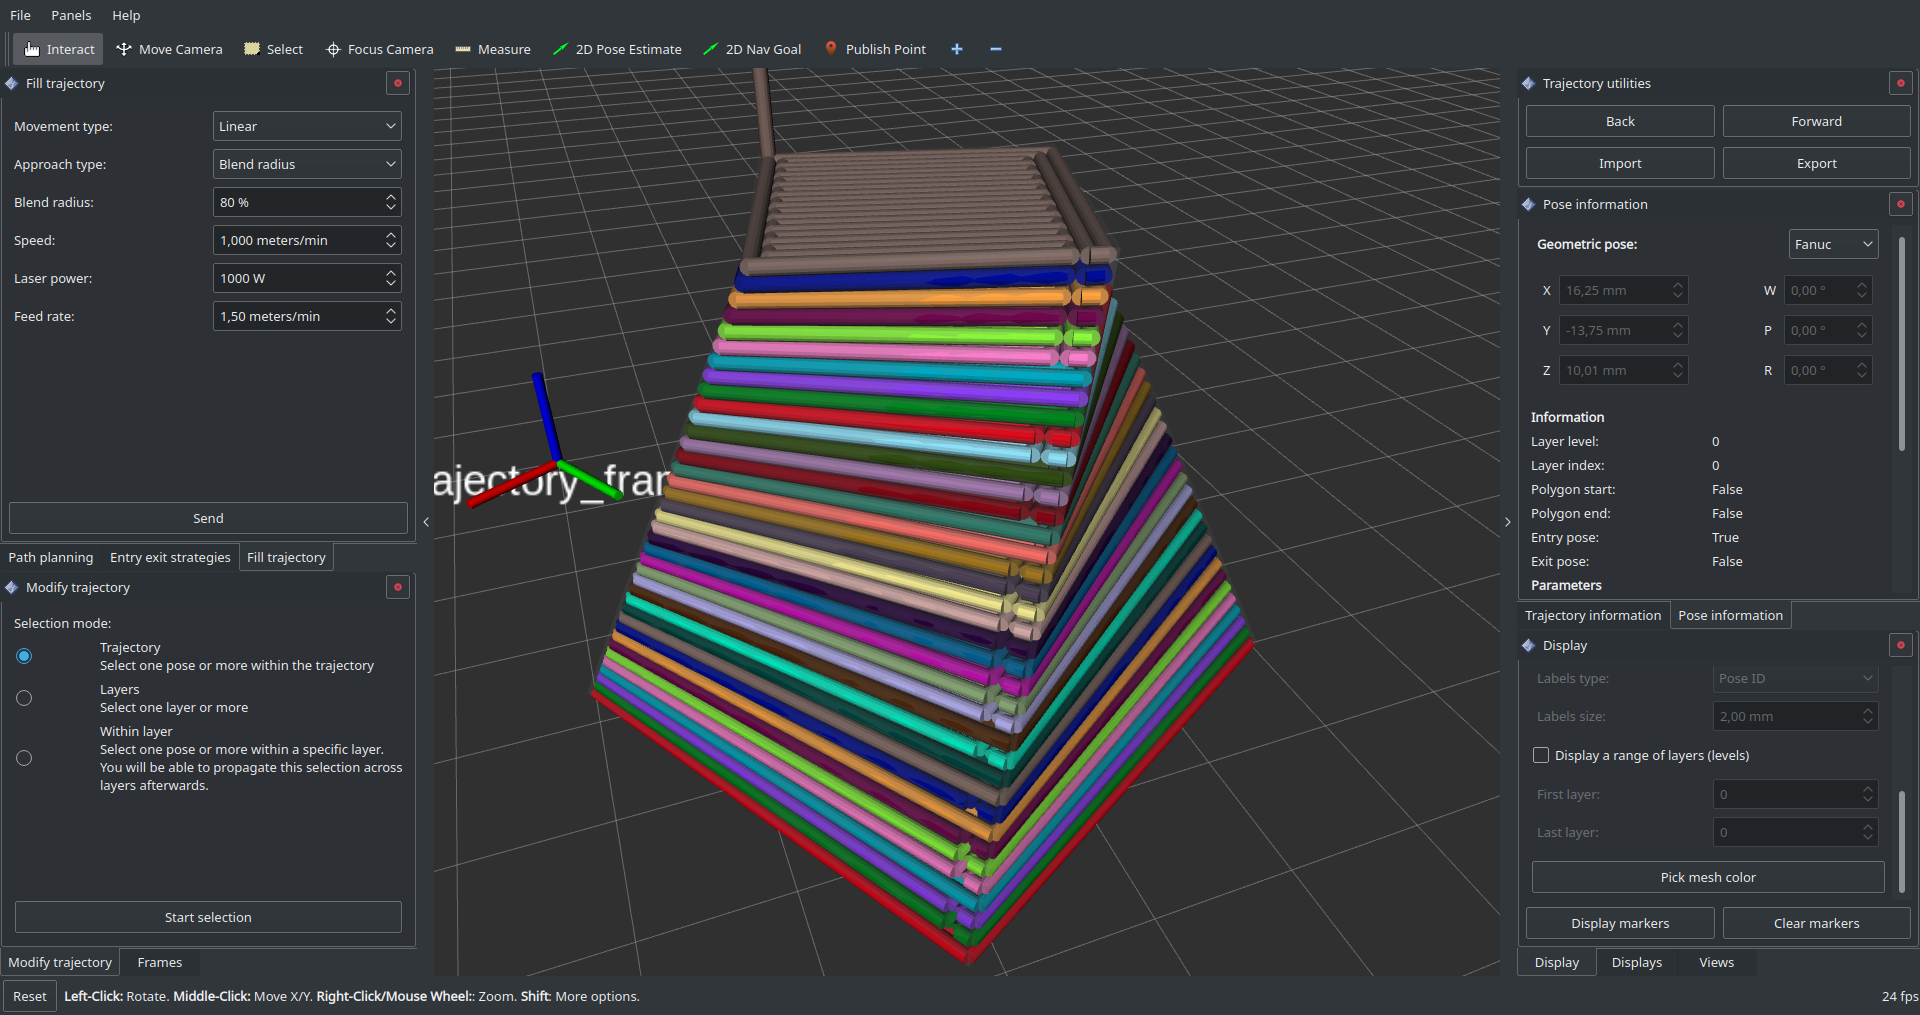 File Panels Help
Interact Move Camera Select Focus Camera Measure 2D Pose Estimate 2D Nav Goal Publish Point
Fill trajectory
Movement type: Linear
Approach type: Blend radius
Blend radius: 80 %
Speed: 1,000 meters/min
Laser power: 1000 W
Feed rate: 1,50 meters/min
Send
Path planning Entry exit strategies Fill trajectory
Modify trajectory
Selection mode:
Trajectory
Select one pose or more within the trajectory
Layers
Select one layer or more
Within layer
Select one pose or more within a specific layer.
You will be able to propagate this selection across
layers afterwards.
Start selection
Modify trajectory Frames
ajectory_fra
Trajectory utilities
Back Forward
Import Export
Pose information
Geometric pose: Fanuc
X 16,25 mm W 0,00 °
Y -13,75 mm P 0,00 °
Z 10,01 mm R 0,00 °
Information
Layer level: 0
Layer index: 0
Polygon start: False
Polygon end: False
Entry pose: True
Exit pose: False
Parameters
Trajectory information Pose information
Display
Labels type: Pose ID
Labels size: 2,00 mm
Display a range of layers (levels)
First layer: 0
Last layer: 0
Pick mesh color
Display markers Clear markers
Display Displays Views
Reset Left-Click: Rotate. Middle-Click: Move X/Y. Right-Click/Mouse Wheel:: Zoom. Shift: More options. 24 fps